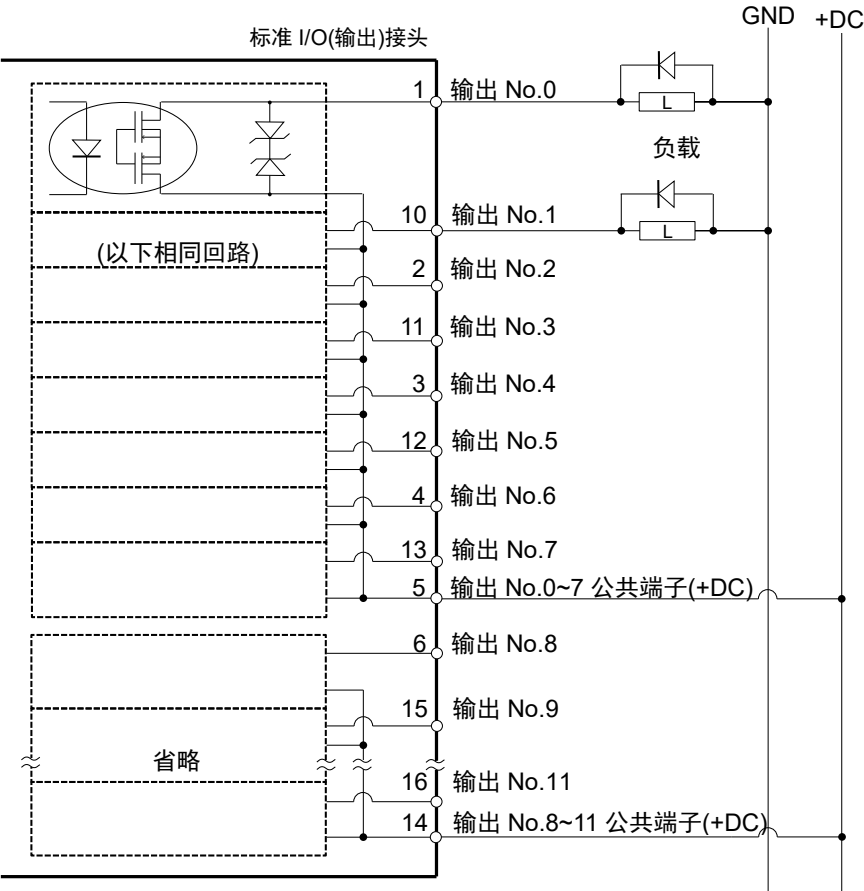 GND +DC
标准 I/O(输出)接头
1 输出 No.0
L
负载
10 输出 No.1
L
(以下相同回路)
2 输出 No.2
11 输出 No.3
3 输出 No.4
12 输出 No.5
4 输出 No.6
13 输出 No.7
5 输出 No.0~7 公共端子(+DC)
6 输出 No.8
15 输出 No.9
省略
16 输出 No.11
14 输出 No.8~11 公共端子(+DC)